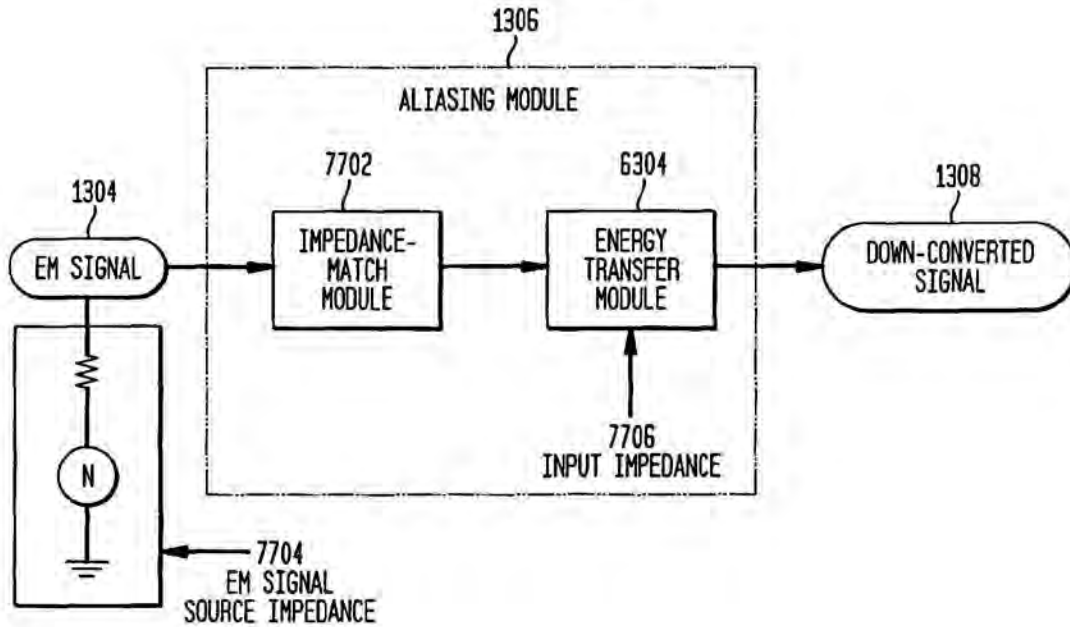 1306
ALIASING MODULE
7702
6304
1304
1308
EM SIGNAL
IMPEDANCE-
MATCH
MODULE
ENERGY
TRANSFER
MODULE
DOWN-CONVERTED
SIGNAL
7706
INPUT IMPEDANCE
N
7704
EM SIGNAL
SOURCE IMPEDANCE